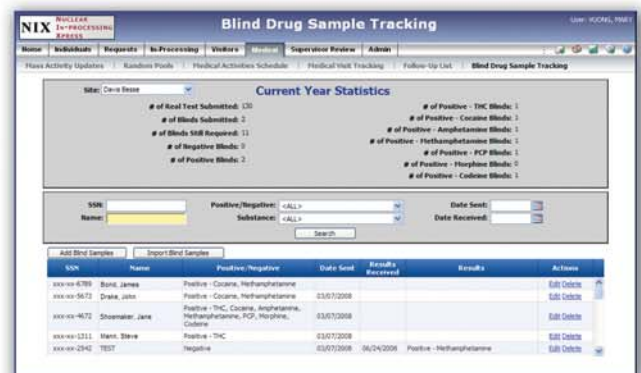 NIX NUCLEAR IN-PROCESSING XPRESS
Blind Drug Sample Tracking
User: VUONG, MARY
Home Individuals Requests In-Processing Visitors Medical Supervisor Review Admin
Mass Activity Updates | Random Pools | Medical Activities Schedule | Medical Visit Tracking | Follow-Up List | Blind Drug Sample Tracking
Site: Davis Besse
Current Year Statistics
# of Real Test Submitted: 130
# of Blinds Submitted: 2
# of Blinds Still Required: 11
# of Negative Blinds: 0
# of Positive Blinds: 2
# of Positive - THC Blinds: 1
# of Positive - Cocaine Blinds: 1
# of Positive - Amphetamine Blinds: 1
# of Positive - Methamphetamine Blinds: 1
# of Positive - PCP Blinds: 1
# of Positive - Morphine Blinds: 0
# of Positive - Codeine Blinds: 1
SSN: Positive/Negative: <ALL> Date Sent:
Name: Substance: <ALL> Date Received:
Search
Add Blind Samples Import Blind Samples
SSN Name Positive/Negative Date Sent Results Received Results Actions
xxx-xx-6789 Bond, James Positive - Cocaine, Methamphetamine Edit Delete
xxx-xx-5673 Drake, John Positive - Cocaine, Methamphetamine 03/07/2008 Edit Delete
xxx-xx-4672 Shoemaker, Jane Positive - THC, Cocaine, Amphetamine, Methamphetamine, PCP, Morphine, Codeine 03/07/2008 Edit Delete
xxx-xx-1311 Mann, Steve Positive - THC 03/07/2008 Edit Delete
xxx-xx-2942 TEST Negative 03/07/2008 06/24/2008 Positive - Methamphetamine Edit Delete